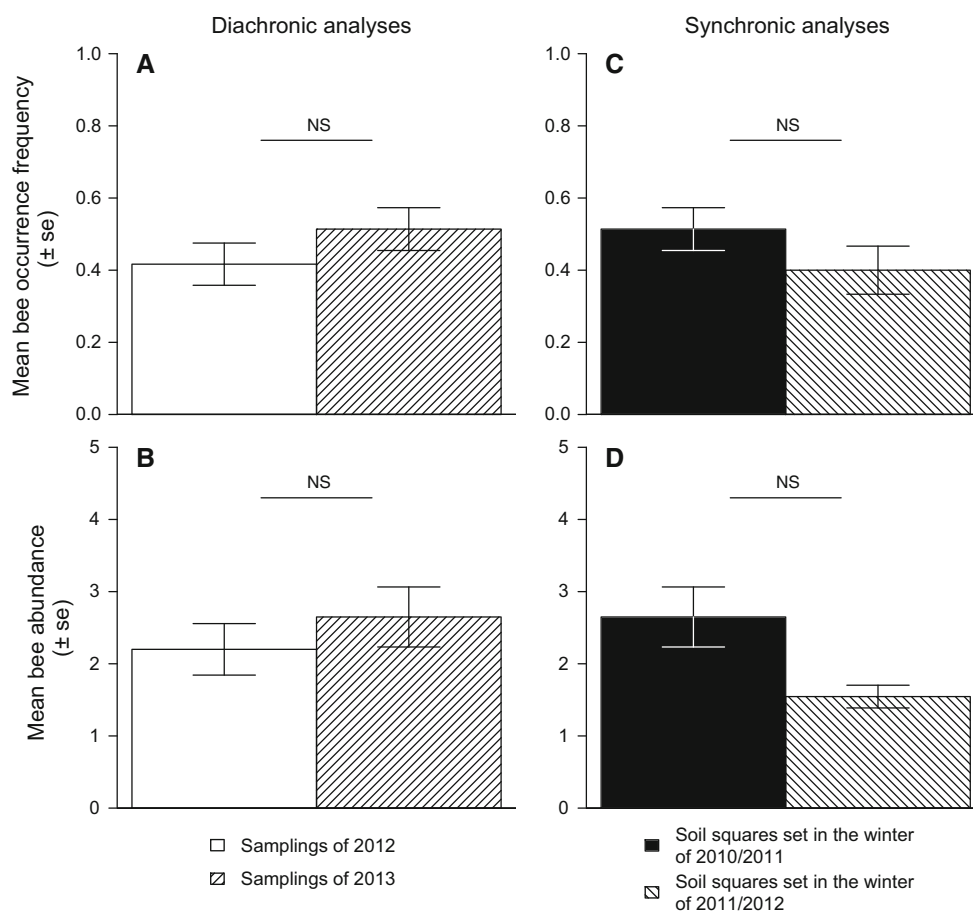 Diachronic analyses
Synchronic analyses
Mean bee occurrence frequency
(± se)
1.0
0.8
0.6
0.4
0.2
0.0
A
NS
1.0
0.8
0.6
0.4
0.2
0.0
C
NS
Mean bee abundance
(± se)
5
4
3
2
1
0
B
NS
5
4
3
2
1
0
D
NS
Samplings of 2012
Samplings of 2013
Soil squares set in the winter
of 2010/2011
Soil squares set in the winter
of 2011/2012